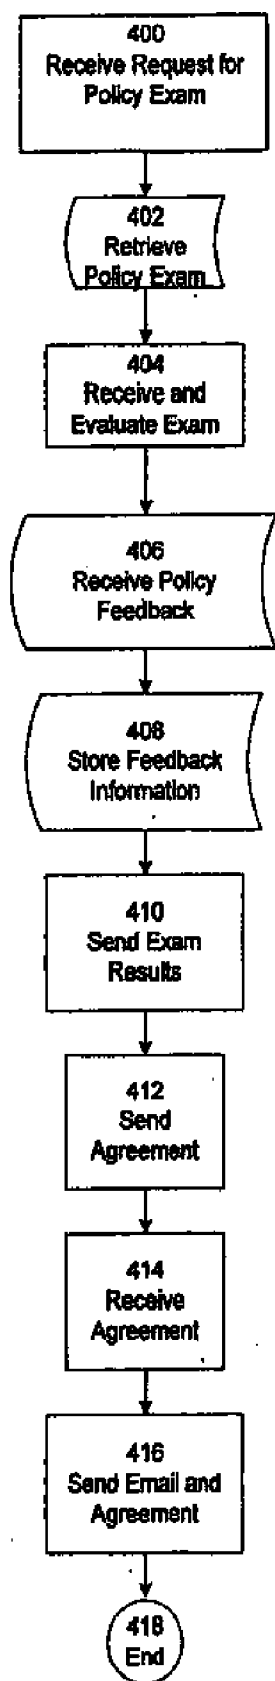 400
Receive Request for
Policy Exam
402
Retrieve
Policy Exam
404
Receive and
Evaluate Exam
406
Receive Policy
Feedback
408
Store Feedback
Information
410
Send Exam
Results
412
Send
Agreement
414
Receive
Agreement
416
Send Email and
Agreement
418
End